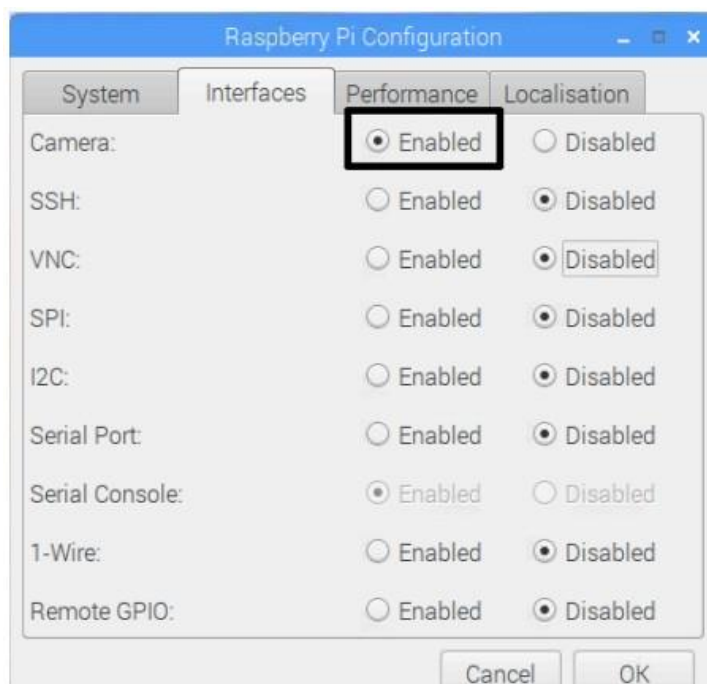 Raspberry Pi Configuration
System Interfaces Performance Localisation
Camera: Enabled Disabled
SSH: Enabled Disabled
VNC: Enabled Disabled
SPI: Enabled Disabled
I2C: Enabled Disabled
Serial Port: Enabled Disabled
Serial Console: Enabled Disabled
1-Wire: Enabled Disabled
Remote GPIO: Enabled Disabled
Cancel OK